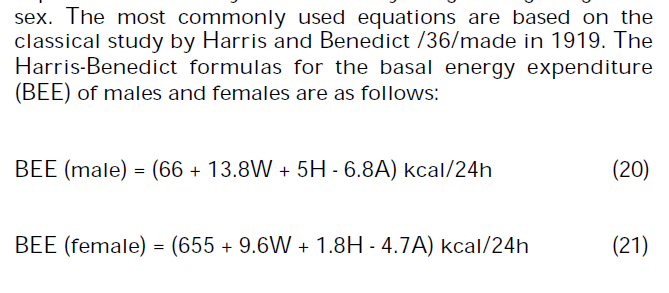 sex. The most commonly used equations are based on the
classical study by Harris and Benedict /36/made in 1919. The
Harris-Benedict formulas for the basal energy expenditure
(BEE) of males and females are as follows:
BEE (male) = (66 + 13.8W + 5H - 6.8A) kcal/24h (20)
BEE (female) = (655 + 9.6W + 1.8H - 4.7A) kcal/24h (21)